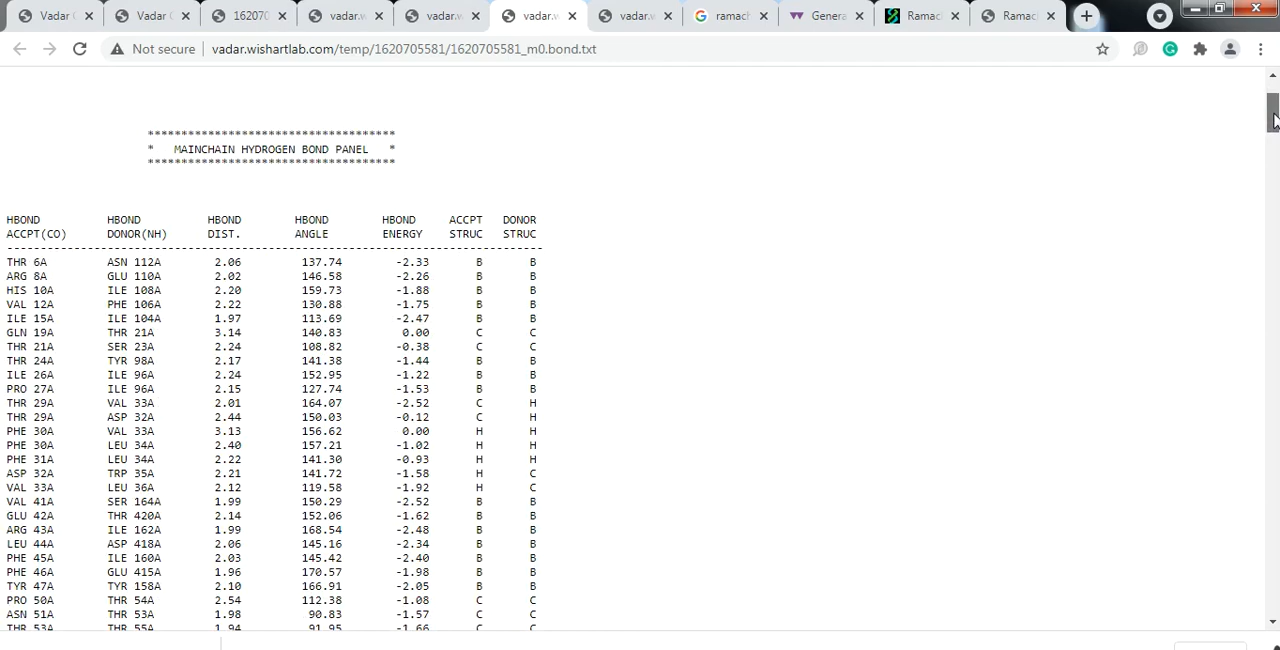 Vadar C
Vadar C
16207
vadar.w
vadar.w
vadar.w
vadar.w
ramach
Genera
Ramac
Ramac
Not secure | vadar.wishartlab.com/temp/1620705581/1620705581_m0.bond.txt
*************************************
* MAINCHAIN HYDROGEN BOND PANEL *
*************************************
HBOND HBOND HBOND HBOND HBOND ACCPT DONOR
ACCPT(CO) DONOR(NH) DIST. ANGLE ENERGY STRUC STRUC
--------------------------------------------------------------------------------
THR 6A ASN 112A 2.06 137.74 -2.33 B B
ARG 8A GLU 110A 2.02 146.58 -2.26 B B
HIS 10A ILE 108A 2.20 159.73 -1.88 B B
VAL 12A PHE 106A 2.22 130.88 -1.75 B B
ILE 15A ILE 104A 1.97 113.69 -2.47 B B
GLN 19A THR 21A 3.14 140.83 0.00 C C
THR 21A SER 23A 2.24 108.82 -0.38 C C
THR 24A TYR 98A 2.17 141.38 -1.44 B B
ILE 26A ILE 96A 2.24 152.95 -1.22 B B
PRO 27A ILE 96A 2.15 127.74 -1.53 B B
THR 29A VAL 33A 2.01 164.07 -2.52 C H
THR 29A ASP 32A 2.44 150.03 -0.12 C H
PHE 30A VAL 33A 3.13 156.62 0.00 H H
PHE 30A LEU 34A 2.40 157.21 -1.02 H H
PHE 31A LEU 34A 2.22 141.30 -0.93 H H
ASP 32A TRP 35A 2.21 141.72 -1.58 H C
VAL 33A LEU 36A 2.12 119.58 -1.92 H C
VAL 41A SER 164A 1.99 150.29 -2.52 B B
GLU 42A THR 420A 2.14 152.06 -1.62 B B
ARG 43A ILE 162A 1.99 168.54 -2.48 B B
LEU 44A ASP 418A 2.06 145.16 -2.34 B B
PHE 45A ILE 160A 2.03 145.42 -2.40 B B
PHE 46A GLU 415A 1.96 170.57 -1.98 B B
TYR 47A TYR 158A 2.10 166.91 -2.05 B B
PRO 50A THR 54A 2.54 112.38 -1.08 C C
ASN 51A THR 53A 1.98 90.83 -1.57 C C
THR 53A THR 55A 1.94 91.95 -1.66 C C